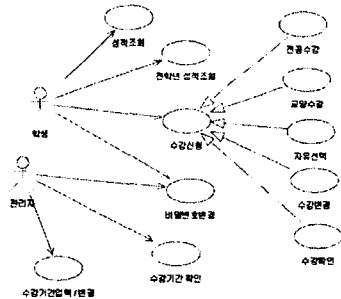 성적조회
전공수강
전학년 성적조회
교양수강
학생
수강신청
자유선택
관리자
비밀번호변경
수강변경
수강기간 확인
수강확인
수강기간입력/변경